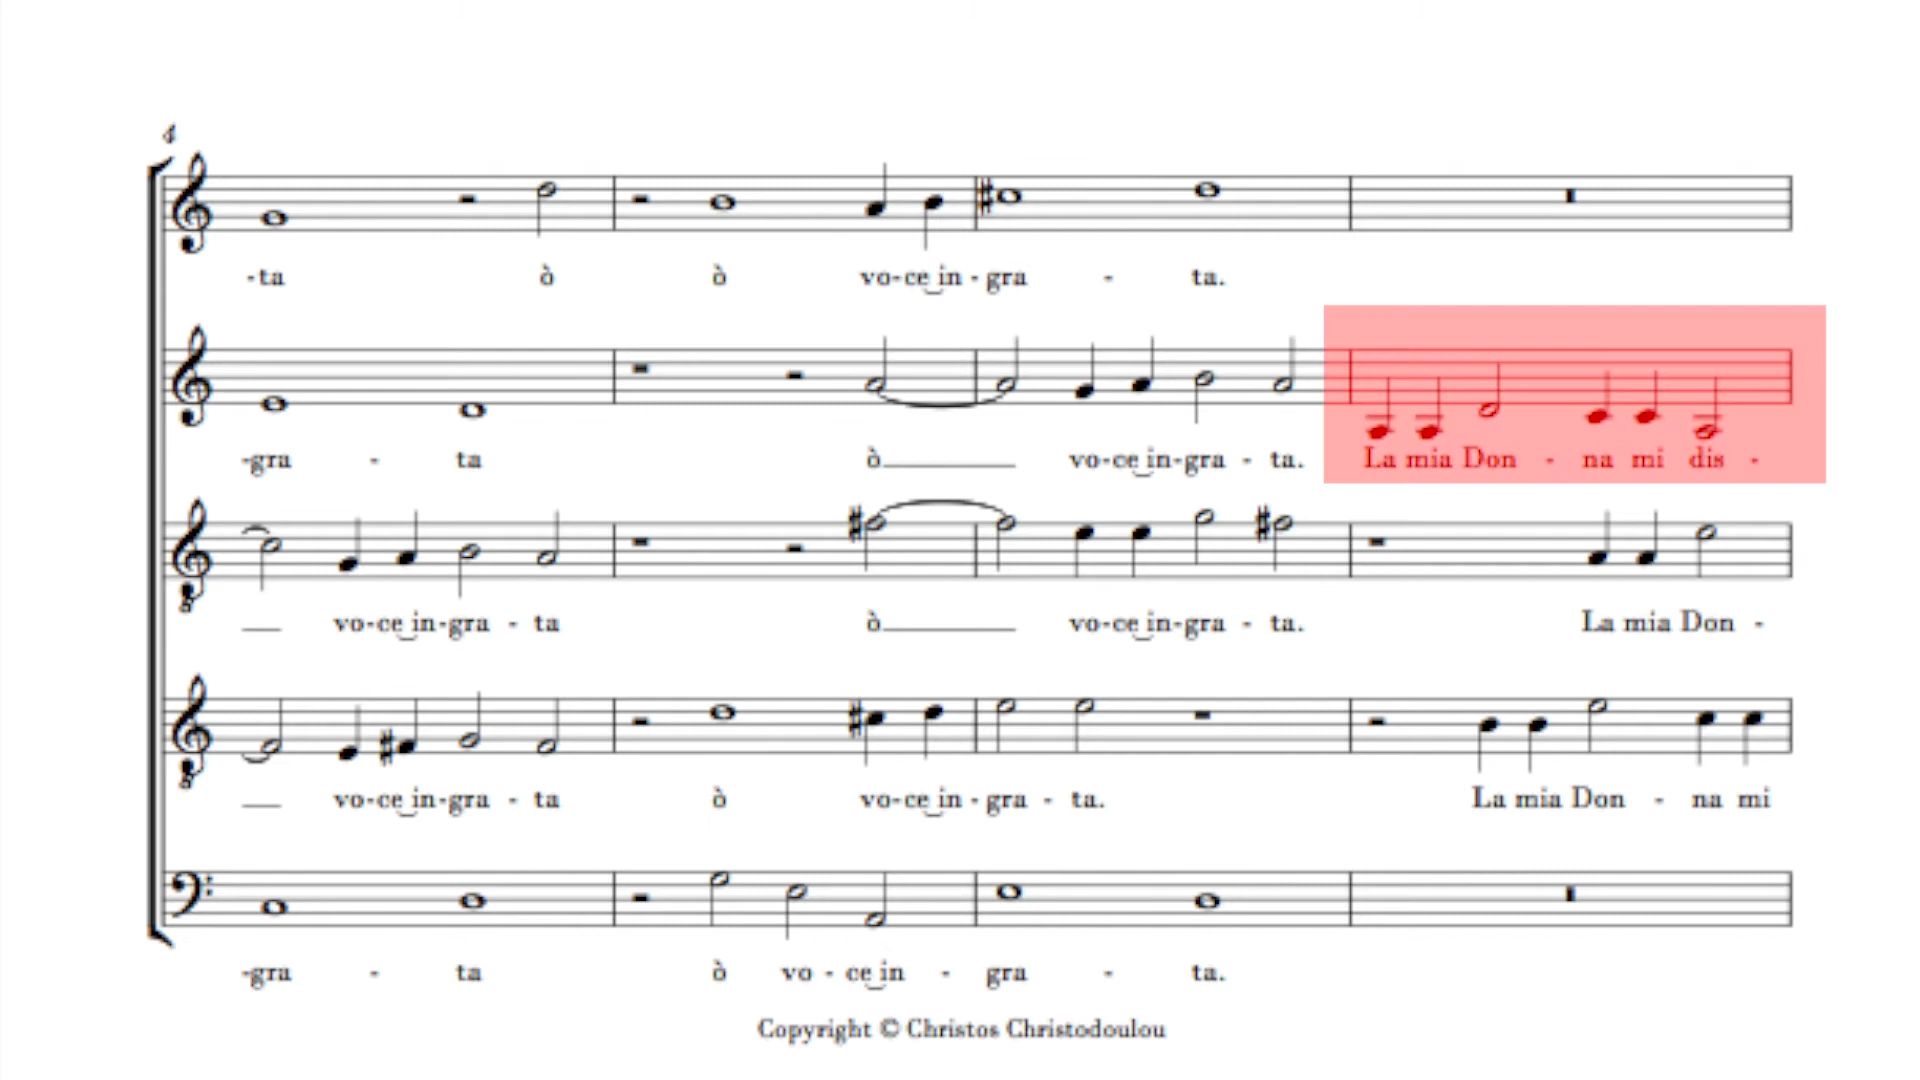 4
-ta ò ò vo-ce in-gra - ta.
-gra - ta ò vo-ce in-gra - ta. La mia Don - na mi dis -
vo-ce in-gra - ta ò vo-ce in-gra - ta. La mia Don -
vo-ce in-gra - ta ò vo-ce in-gra - ta. La mia Don - na mi
-gra - ta ò vo - ce in - gra - ta.
Copyright © Christos Christodoulou